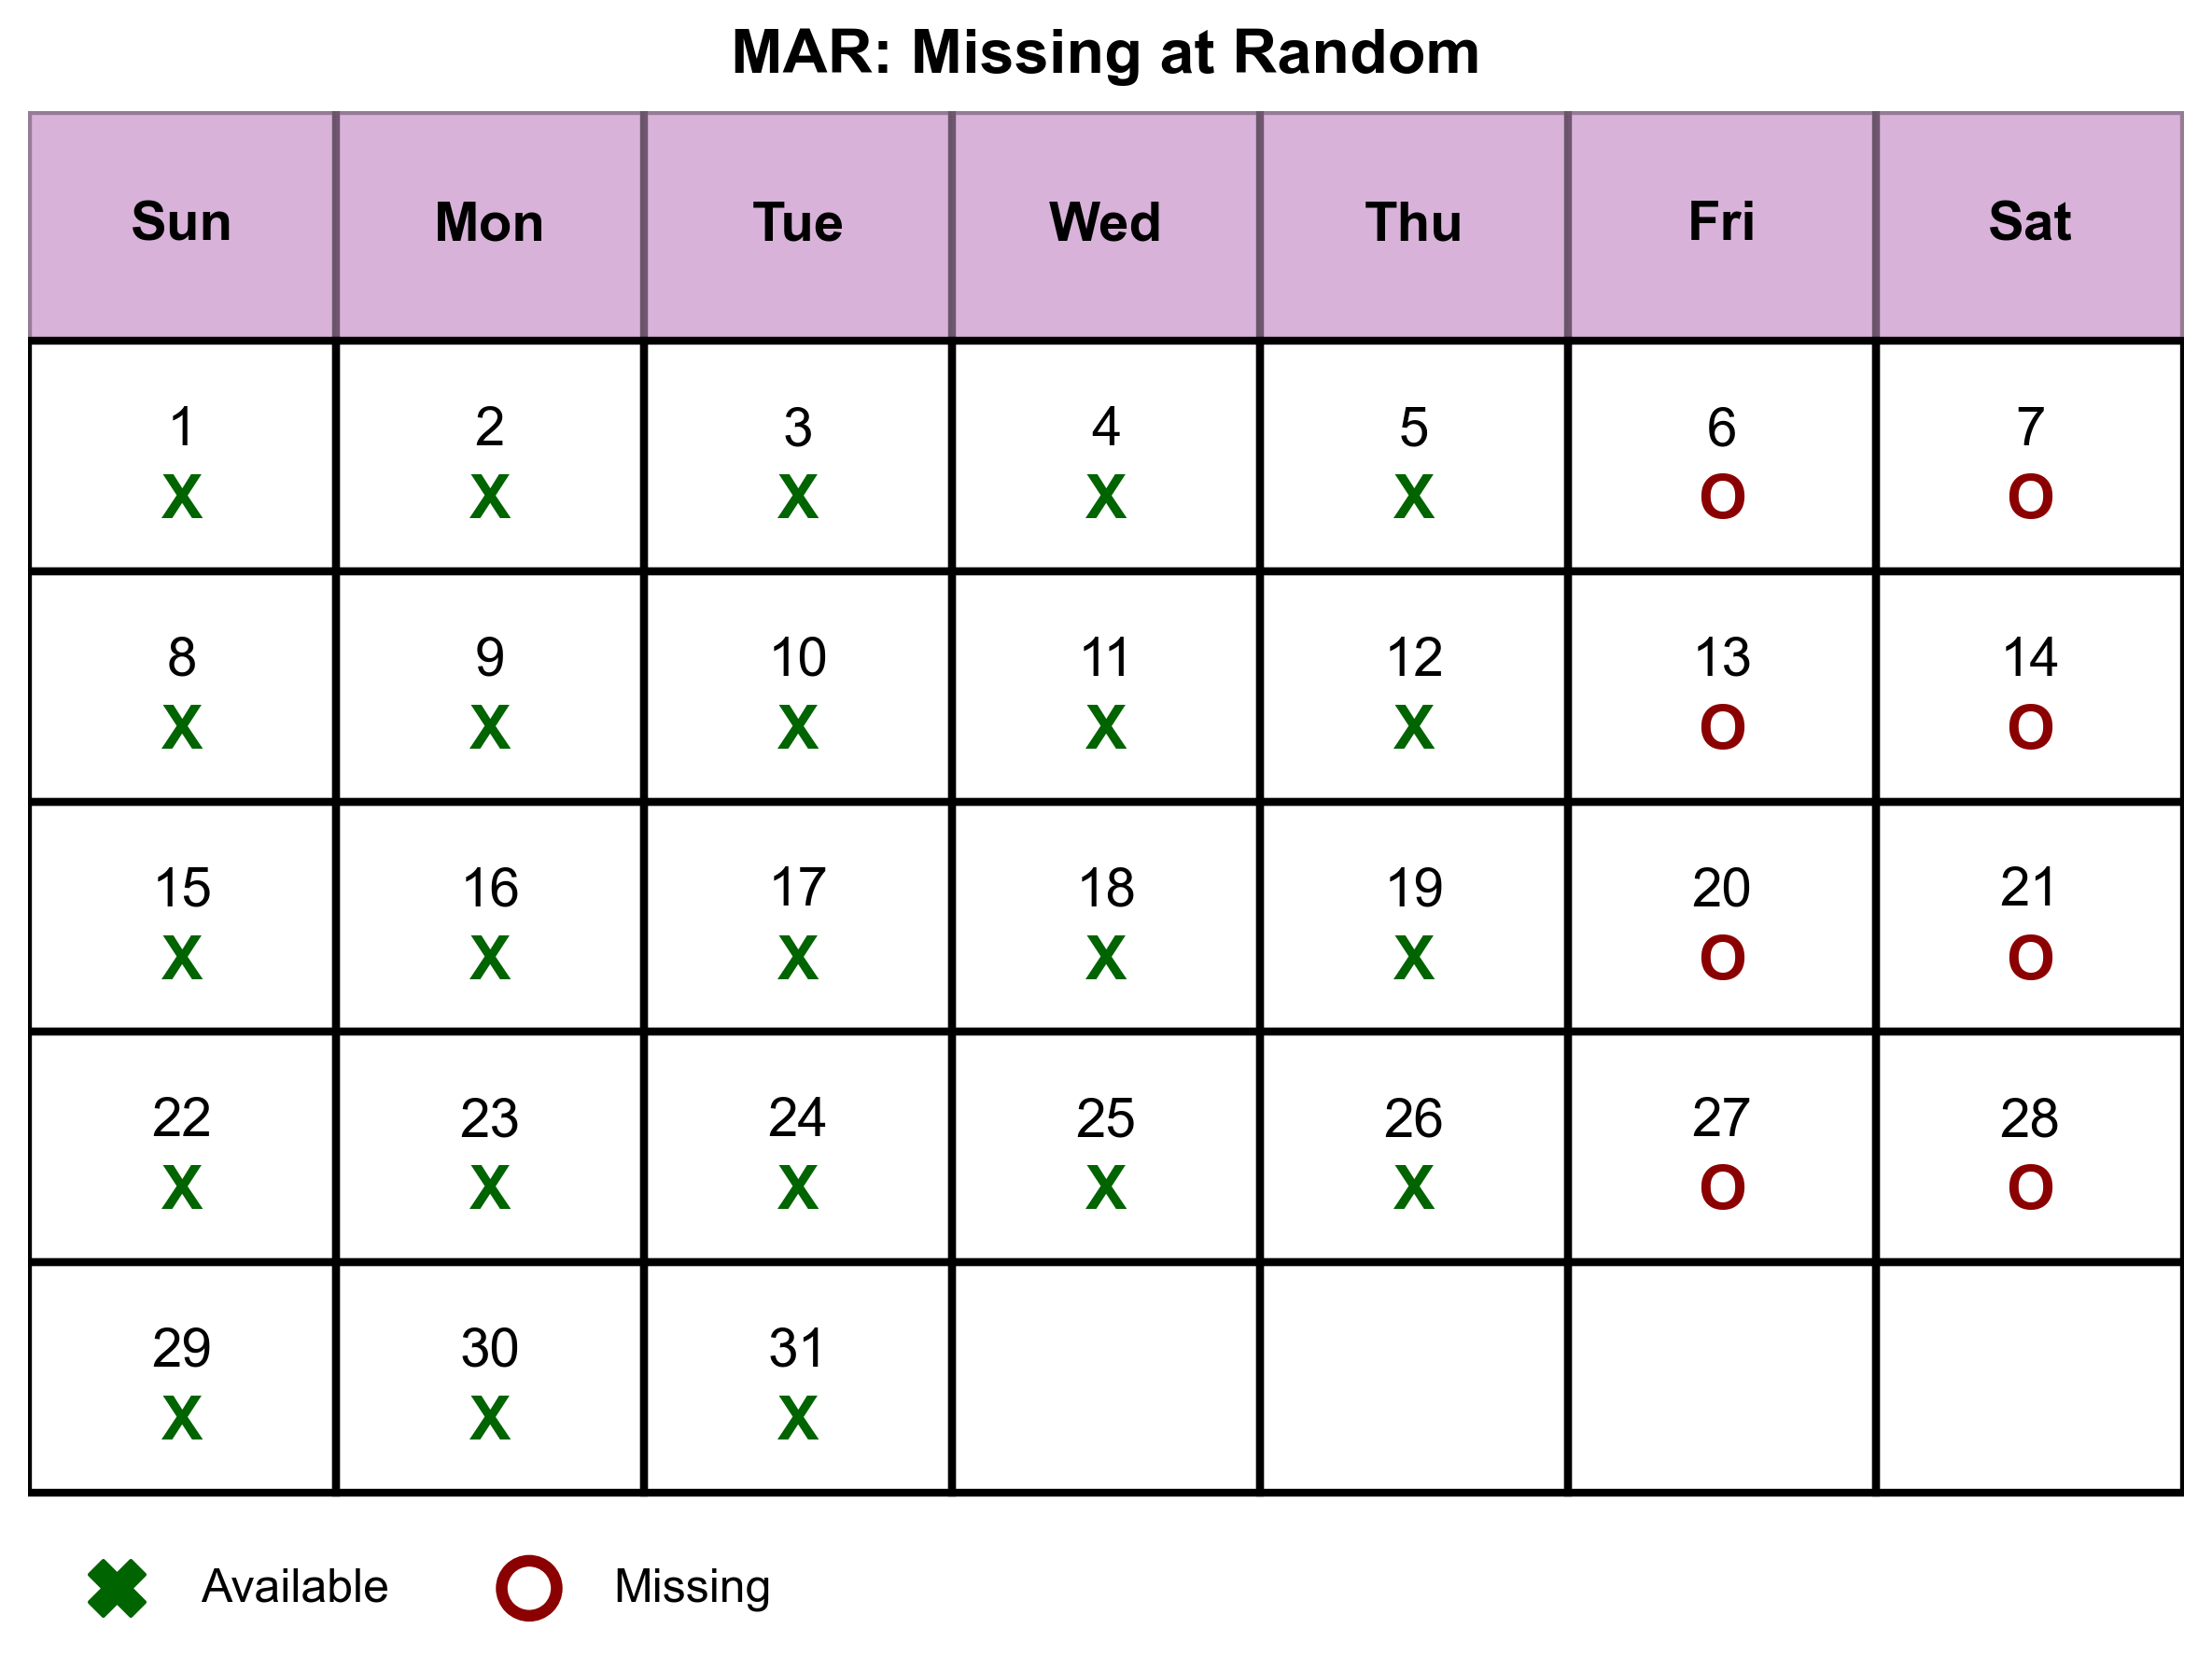 MAR: Missing at Random
Sun Mon Tue Wed Thu Fri Sat
1 2 3 4 5 6 7
X X X X X O O
8 9 10 11 12 13 14
X X X X X O O
15 16 17 18 19 20 21
X X X X X O O
22 23 24 25 26 27 28
X X X X X O O
29 30 31
X X X
Available Missing